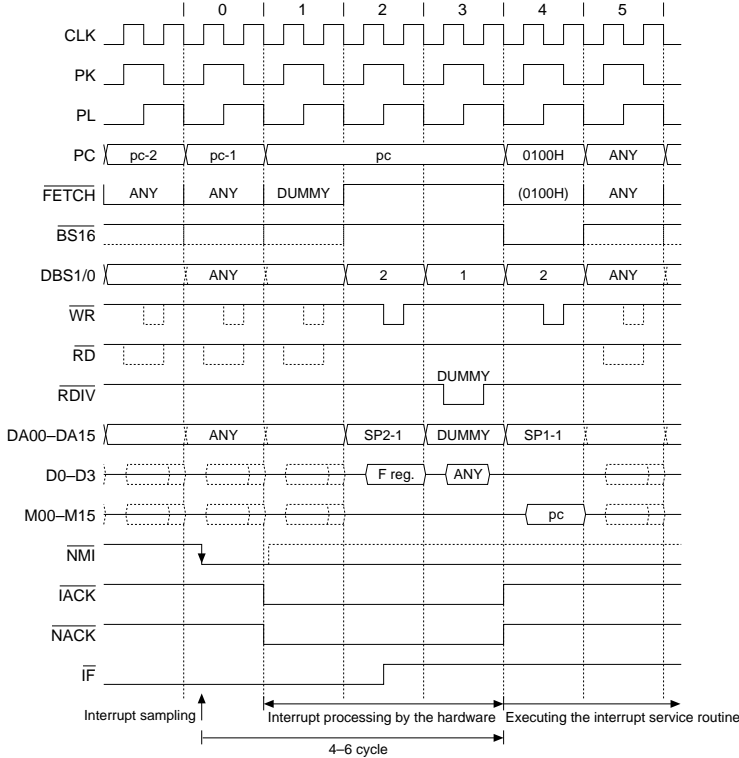 0 1 2 3 4 5
CLK
PK
PL
PC pc-2 pc-1 pc 0100H ANY
FETCH ANY ANY DUMMY (0100H) ANY
BS16
DBS1/0 ANY 2 1 2 ANY
WR
RD
DUMMY
RDIV
DA00–DA15 ANY SP2-1 DUMMY SP1-1
D0–D3 F reg. ANY
M00–M15 pc
NMI
IACK
NACK
IF
Interrupt sampling Interrupt processing by the hardware Executing the interrupt service routine
4–6 cycle